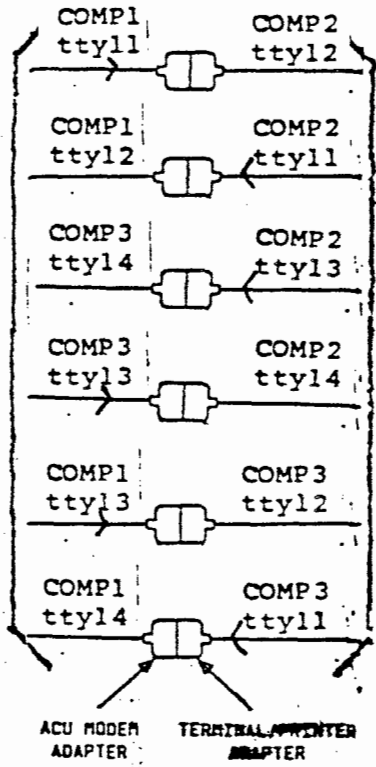 COMP1 COMP2
tty11 tty12
COMP1 COMP2
tty12 tty11
COMP3 COMP2
tty14 tty13
COMP3 COMP2
tty13 tty14
COMP1 COMP3
tty13 tty12
COMP1 COMP3
tty14 tty11
ACU MODEM TERMINAL/PRINTER
ADAPTER ADAPTER